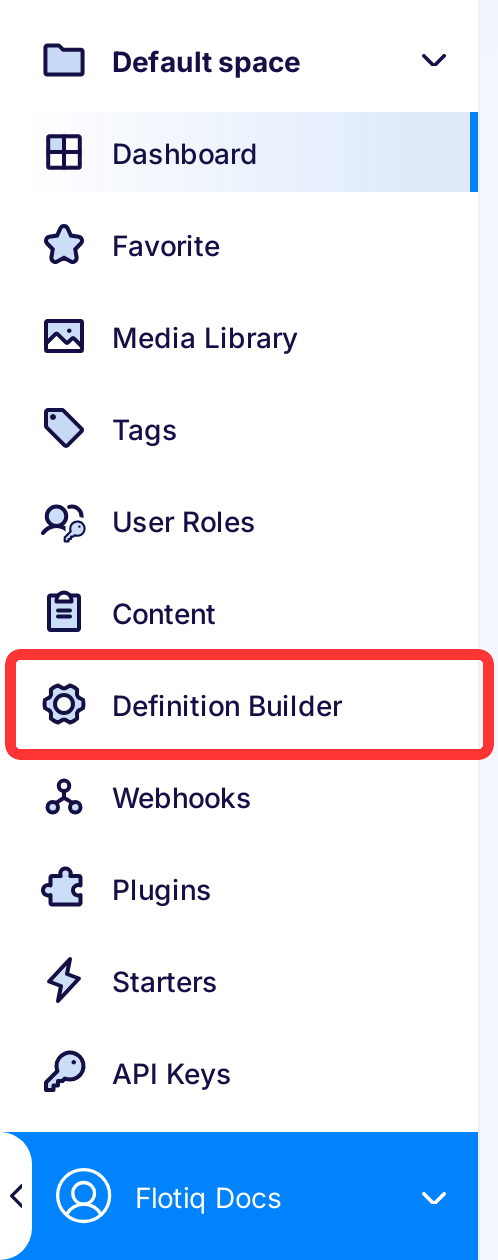 Default space
Dashboard
Favorite
Media Library
Tags
User Roles
Content
Definition Builder
Webhooks
Plugins
Starters
API Keys
Flotiq Docs